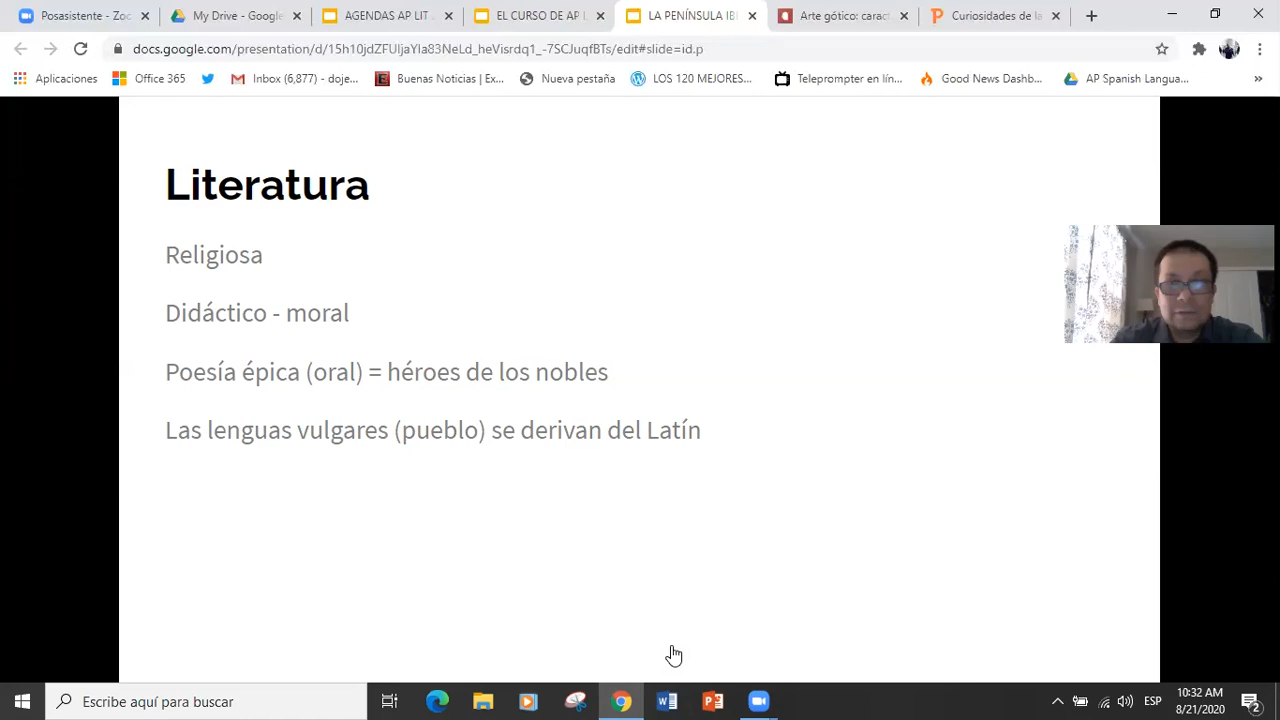 Posasistente - Zoc
My Drive - Google
AGENDAS AP LIT
EL CURSO DE AP
LA PENÍNSULA IB
Arte gótico: caract
Curiosidades de la
docs.google.com/presentation/d/15h10jdZFUljaYla83NeLd_heVisrdq1_-7SCJuqfBTs/edit#slide=id.p
Aplicaciones
Office 365
Inbox (6,877) - doje...
Buenas Noticias | Ex...
Nueva pestaña
LOS 120 MEJORES...
Teleprompter en lín...
Good News Dashb...
AP Spanish Langua...
Literatura
Religiosa
Didáctico - moral
Poesía épica (oral) = héroes de los nobles
Las lenguas vulgares (pueblo) se derivan del Latín
Escribe aquí para buscar
ESP
10:32 AM
8/21/2020
2